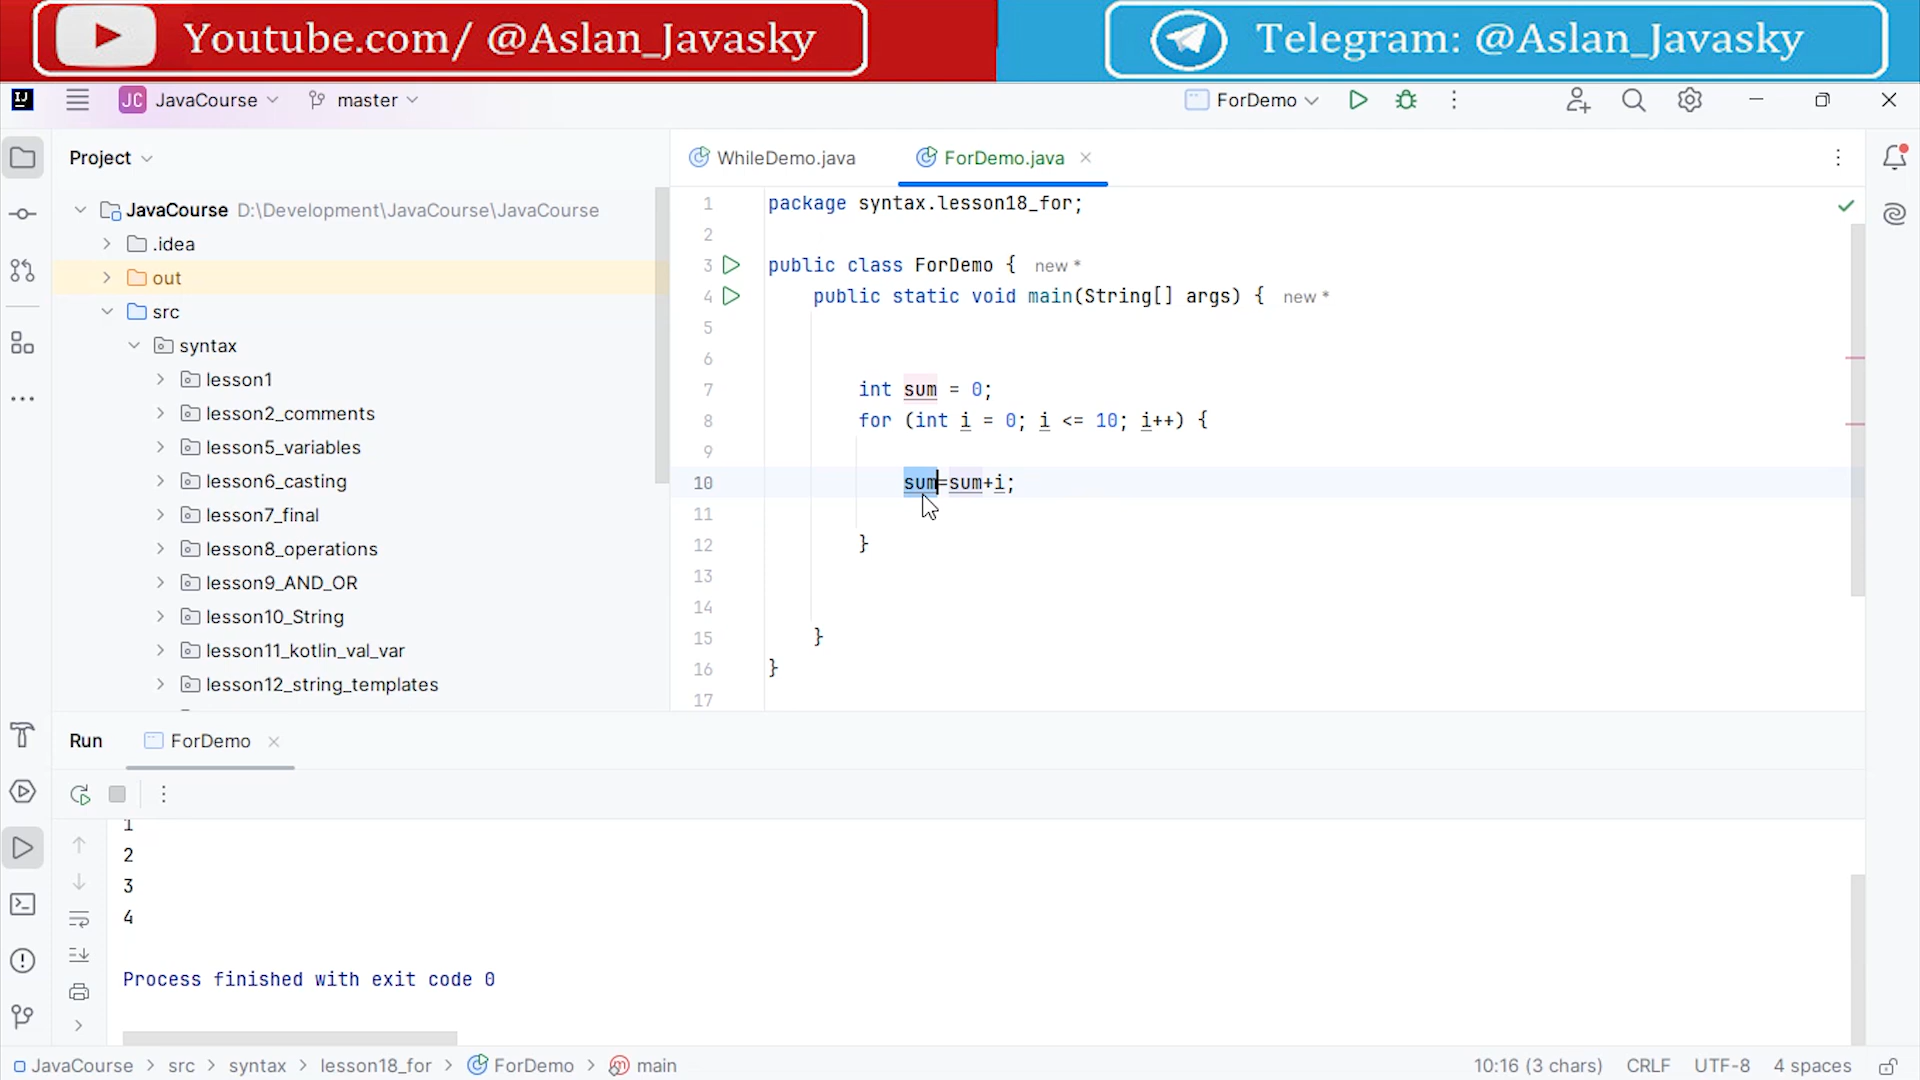 Youtube.com/ @Aslan_Javasky
Telegram: @Aslan_Javasky
JC JavaCourse
master
ForDemo
Project
JavaCourse D:\Development\JavaCourse\JavaCourse
.idea
out
src
syntax
lesson1
lesson2_comments
lesson5_variables
lesson6_casting
lesson7_final
lesson8_operations
lesson9_AND_OR
lesson10_String
lesson11_kotlin_val_var
lesson12_string_templates
WhileDemo.java
ForDemo.java
1 package syntax.lesson18_for;
2
3 public class ForDemo { new *
4 public static void main(String[] args) { new *
5
6
7 int sum = 0;
8 for (int i = 0; i <= 10; i++) {
9
10 sum=sum+i;
11
12 }
13
14
15 }
16 }
17
Run ForDemo
1
2
3
4
Process finished with exit code 0
JavaCourse > src > syntax > lesson18_for > ForDemo > main
10:16 (3 chars) CRLF UTF-8 4 spaces